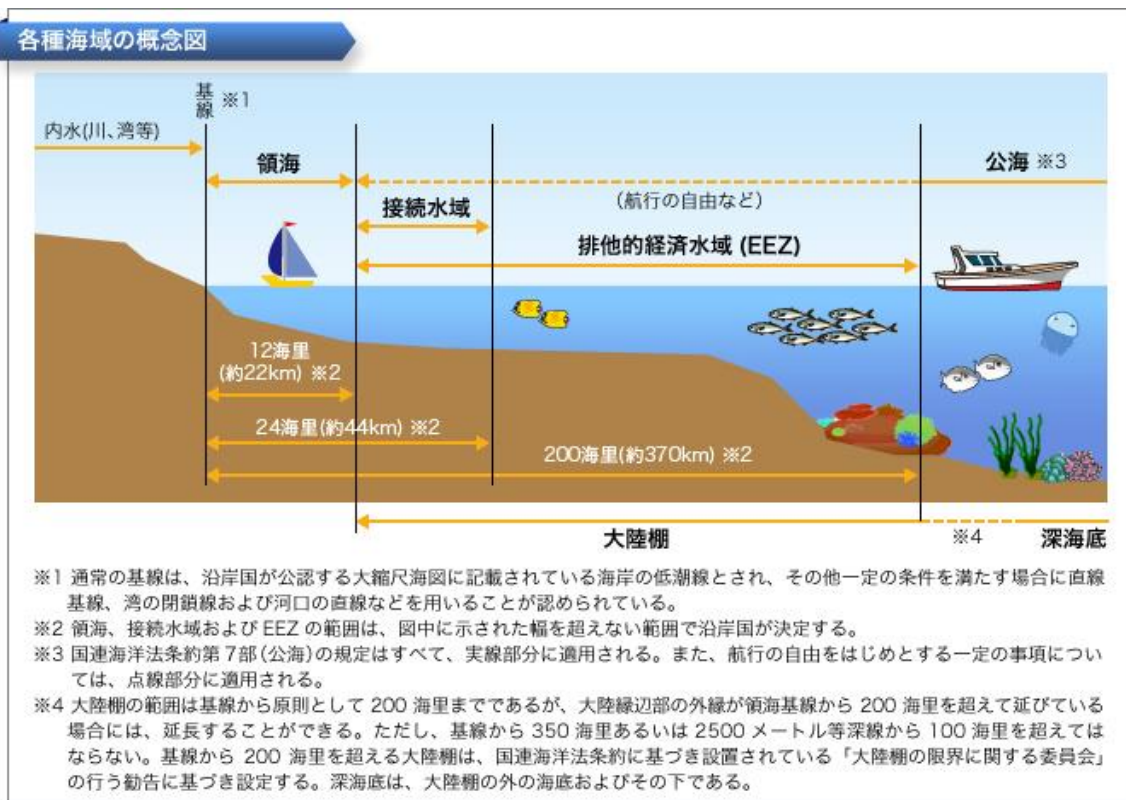 各種海域の概念図
基線 ※1
内水(川、湾等)
領海
公海 ※3
接続水域
(航行の自由など)
排他的経済水域 (EEZ)
12海里
(約22km) ※2
24海里(約44km) ※2
200海里(約370km) ※2
大陸棚
※4
深海底
※1 通常の基線は、沿岸国が公認する大縮尺海図に記載されている海岸の低潮線とされ、その他一定の条件を満たす場合に直線
基線、湾の閉鎖線および河口の直線などを用いることが認められている。
※2 領海、接続水域および EEZ の範囲は、図中に示された幅を超えない範囲で沿岸国が決定する。
※3 国連海洋法条約第 7 部(公海)の規定はすべて、実線部分に適用される。また、航行の自由をはじめとする一定の事項につい
ては、点線部分に適用される。
※4 大陸棚の範囲は基線から原則として 200 海里までであるが、大陸縁辺部の外縁が領海基線から 200 海里を超えて延びている
場合には、延長することができる。ただし、基線から 350 海里あるいは 2500 メートル等深線から 100 海里を超えては
ならない。基線から 200 海里を超える大陸棚は、国連海洋法条約に基づき設置されている「大陸棚の限界に関する委員会」
の行う勧告に基づき設定する。深海底は、大陸棚の外の海底およびその下である。